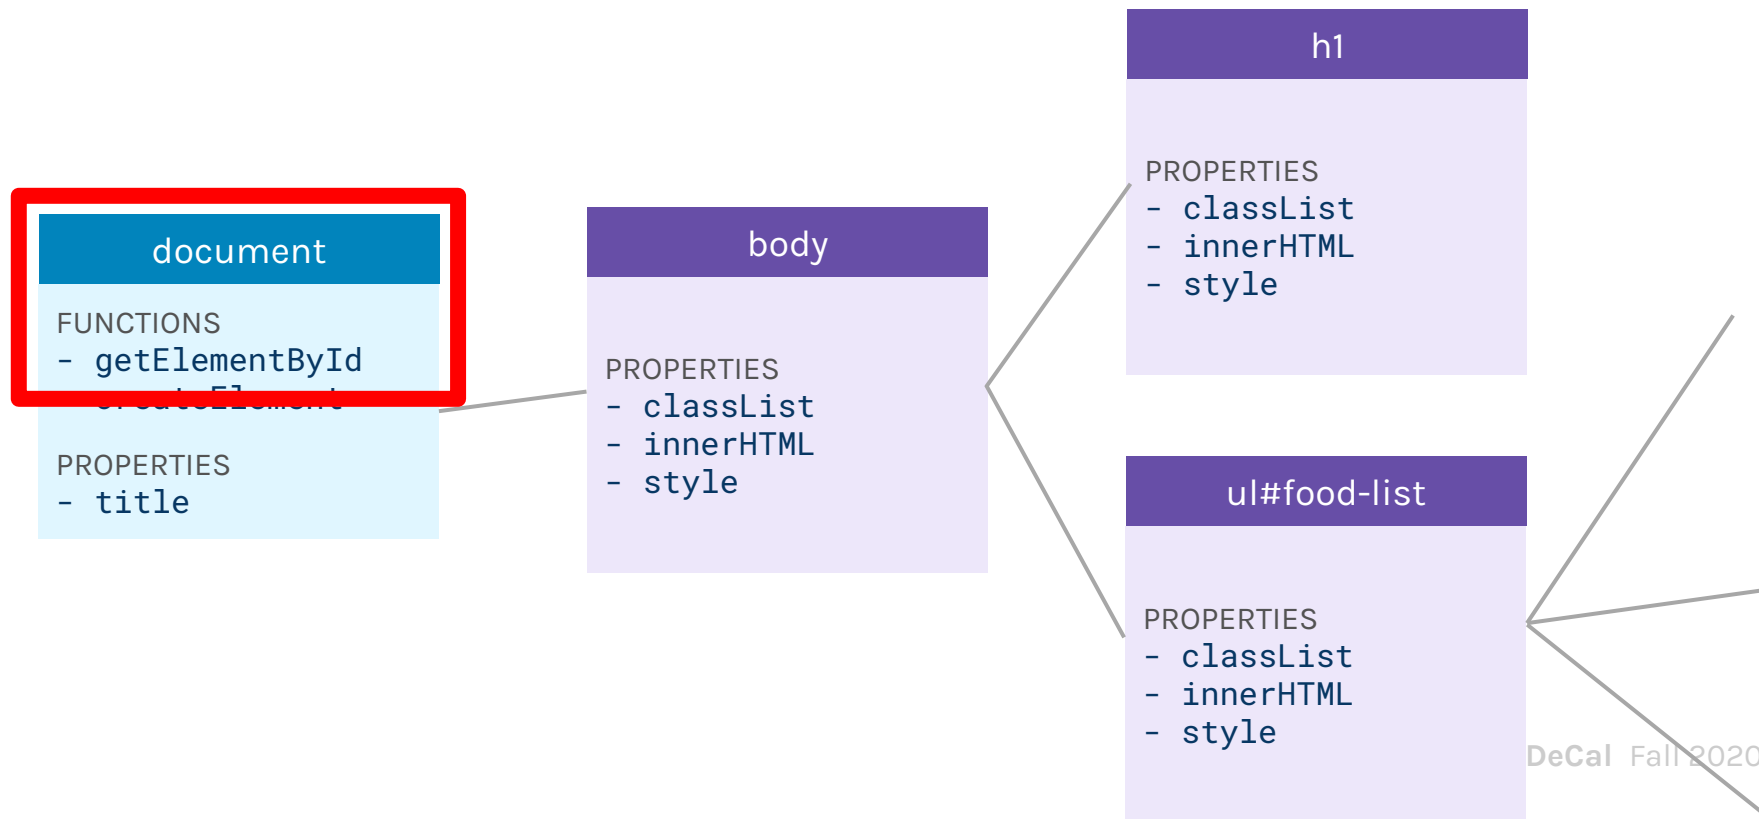 document
FUNCTIONS
- getElementById
createElement
PROPERTIES
- title
body
PROPERTIES
- classList
- innerHTML
- style
h1
PROPERTIES
- classList
- innerHTML
- style
ul#food-list
PROPERTIES
- classList
- innerHTML
- style
DeCal Fall 2020